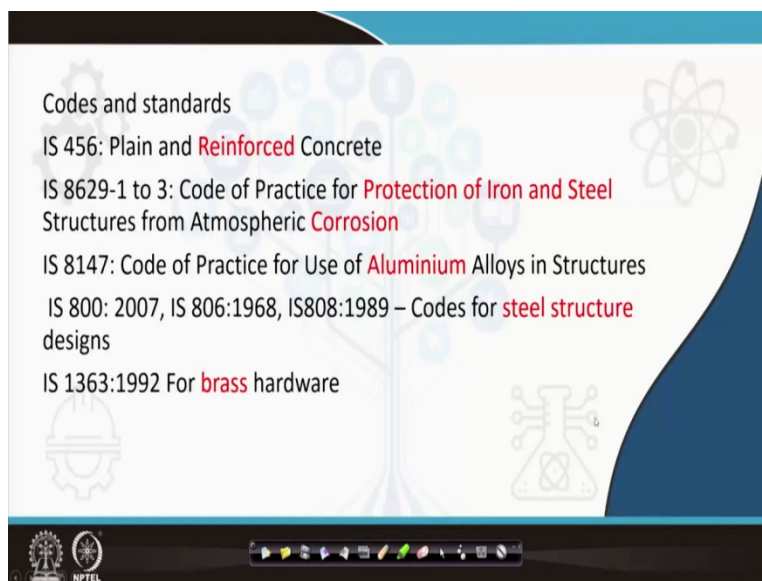 Codes and standards
IS 456: Plain and Reinforced Concrete
IS 8629-1 to 3: Code of Practice for Protection of Iron and Steel
Structures from Atmospheric Corrosion
IS 8147: Code of Practice for Use of Aluminium Alloys in Structures
IS 800: 2007, IS 806:1968, IS808:1989 – Codes for steel structure
designs
IS 1363:1992 For brass hardware
NPTEL